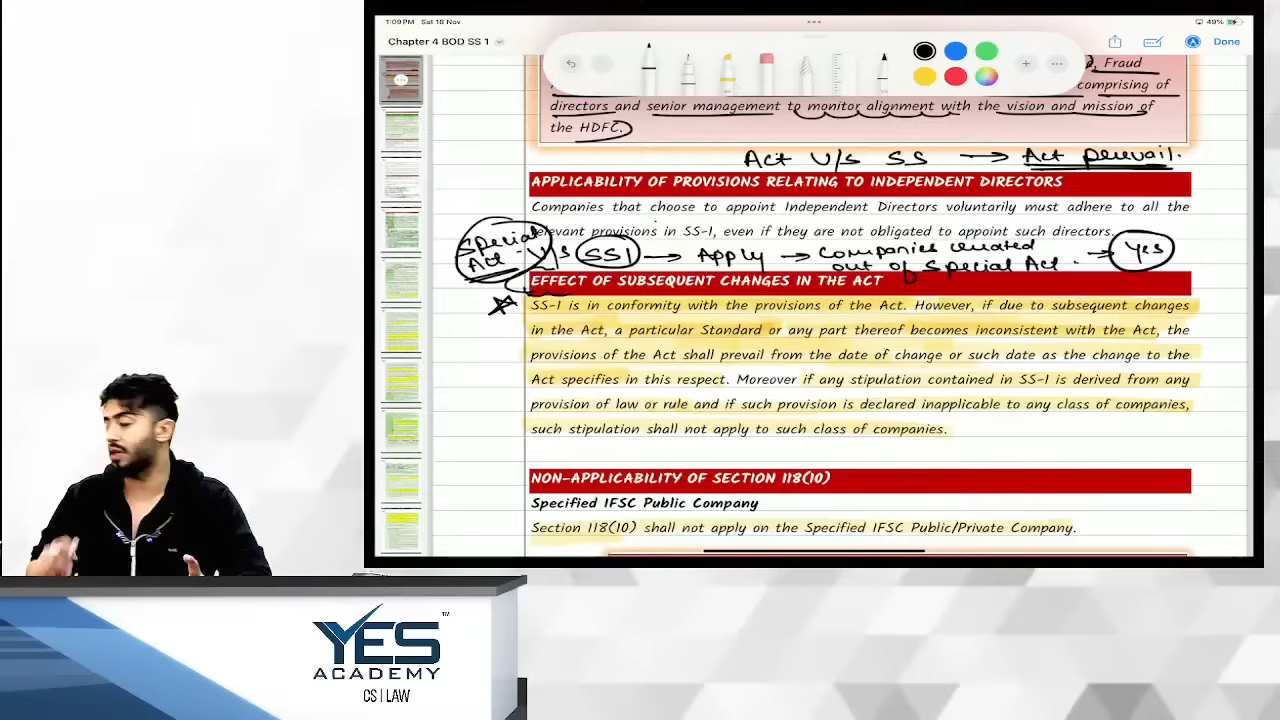 1:09 PM Sat 18 Nov
49%
Chapter 4 BOD SS 1
Done
Fraud
comprising of
directors and
management to
alignment with the vision and mission of
the HDFC.
Act v/s SS → Act prevail.
APPLICABILITY OF PROVISIONS RELATING TO INDEPENDENT DIRECTORS
Companies that choose to appoint Independent Directors voluntarily must comply with all the
relevant provisions of SS-1, even if they are not obligated to appoint such directors.
Special Act v/s SS1 → Apply → companies created out of Special Act. → yes
EFFECT OF SUBSEQUENT CHANGES IN THE ACT
SS-1 is in conformity with the provisions of the Act. However, if due to subsequent changes
in the Act, a particular Standard or any part thereof becomes inconsistent with the Act, the
provisions of the Act shall prevail from the date of change or such date as the change to the
Act specifies in this respect. Moreover if any stipulation contained in SS-1 is derived from any
provision of law or rule and if such provision is declared inapplicable to any class of companies,
such stipulation shall not apply to such class of companies.
NON-APPLICABILITY OF SECTION 118(10)
Specified IFSC Public Company
Section 118(10) shall not apply on the Specified IFSC Public/Private Company.
YES
TM
ACADEMY
CS | LAW